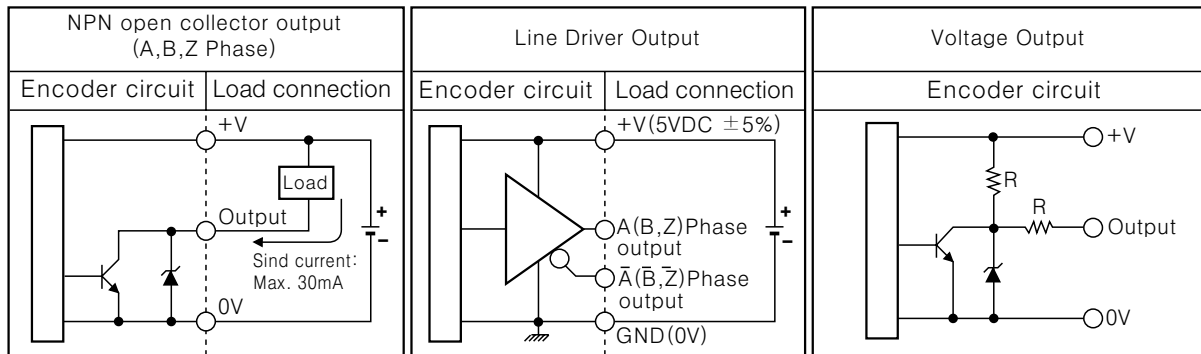 NPN open collector output
(A,B,Z Phase)
Encoder circuit
Load connection
+V
Load
Output
Sind current:
Max. 30mA
0V
+
-
Line Driver Output
Encoder circuit
Load connection
+V(5VDC ±5%)
A(B,Z)Phase
output
Ā(B̄,Z̄)Phase
output
GND(0V)
+
-
Voltage Output
Encoder circuit
+V
R
R
Output
0V